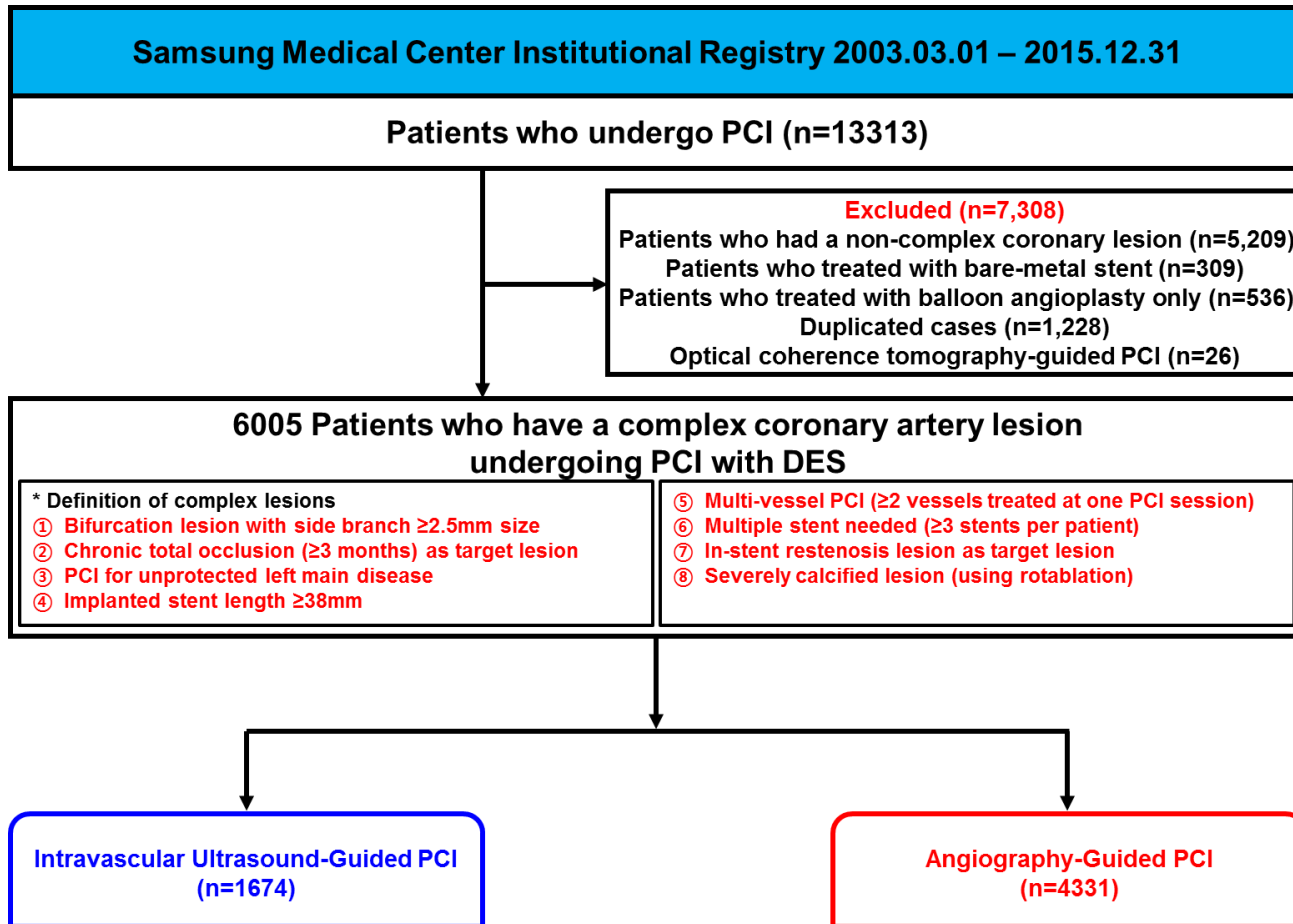 Samsung Medical Center Institutional Registry 2003.03.01 – 2015.12.31
Patients who undergo PCI (n=13313)
Excluded (n=7,308)
Patients who had a non-complex coronary lesion (n=5,209)
Patients who treated with bare-metal stent (n=309)
Patients who treated with balloon angioplasty only (n=536)
Duplicated cases (n=1,228)
Optical coherence tomography-guided PCI (n=26)
6005 Patients who have a complex coronary artery lesion
undergoing PCI with DES
* Definition of complex lesions
① Bifurcation lesion with side branch ≥2.5mm size
② Chronic total occlusion (≥3 months) as target lesion
③ PCI for unprotected left main disease
④ Implanted stent length ≥38mm
⑤ Multi-vessel PCI (≥2 vessels treated at one PCI session)
⑥ Multiple stent needed (≥3 stents per patient)
⑦ In-stent restenosis lesion as target lesion
⑧ Severely calcified lesion (using rotablation)
Intravascular Ultrasound-Guided PCI
(n=1674)
Angiography-Guided PCI
(n=4331)